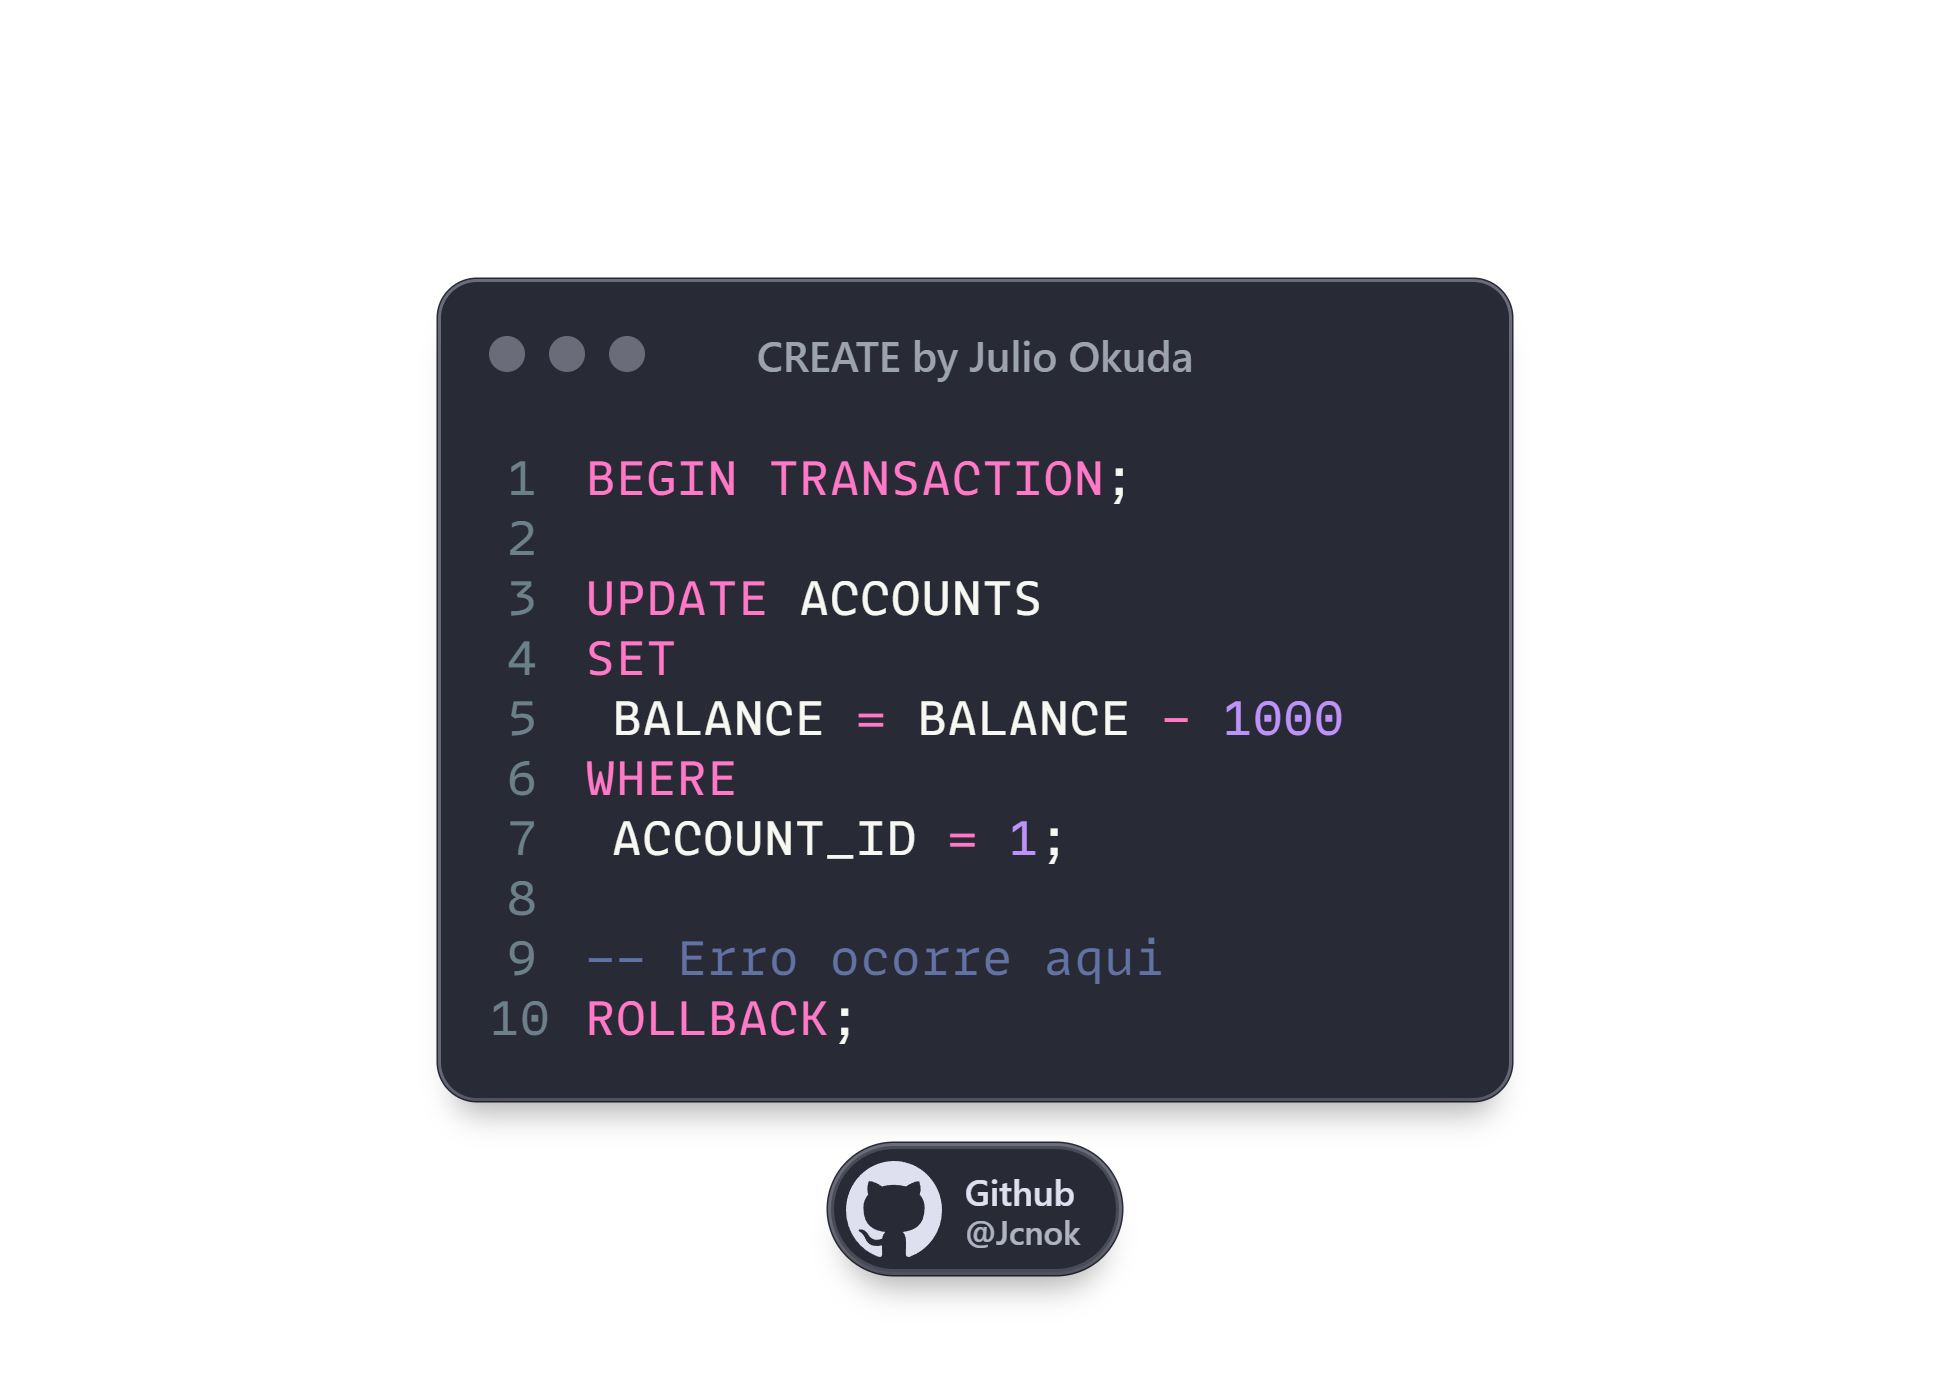 CREATE by Julio Okuda
1 BEGIN TRANSACTION;
2
3 UPDATE ACCOUNTS
4 SET
5  BALANCE = BALANCE - 1000
6 WHERE
7  ACCOUNT_ID = 1;
8
9 -- Erro ocorre aqui
10 ROLLBACK;
Github
@Jcnok